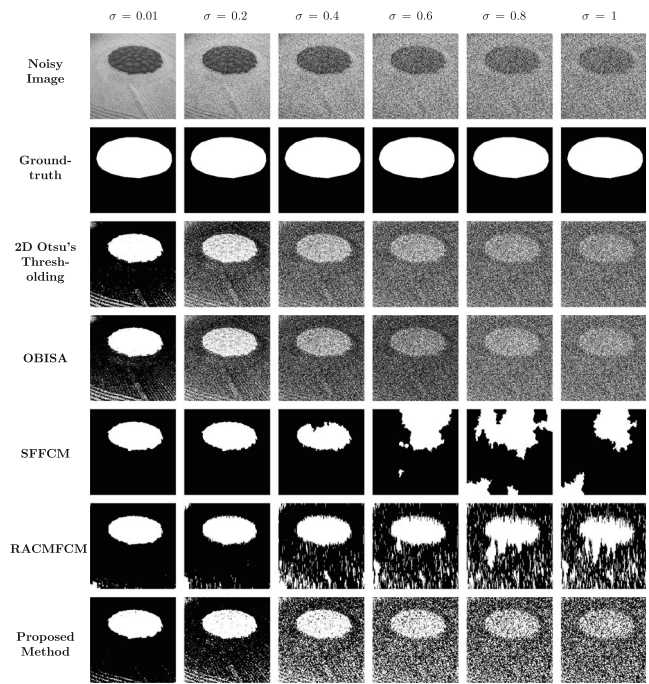 σ = 0.01 σ = 0.2 σ = 0.4 σ = 0.6 σ = 0.8 σ = 1
Noisy
Image
Ground-
truth
2D Otsu's
Thresh-
olding
OBISA
SFFCM
RACMFCM
Proposed
Method